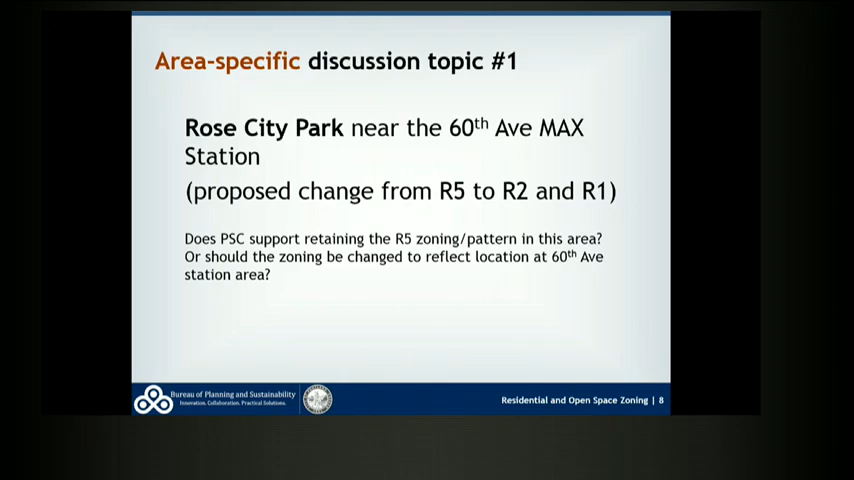 Area-specific discussion topic #1
Rose City Park near the 60th Ave MAX
Station
(proposed change from R5 to R2 and R1)
Does PSC support retaining the R5 zoning/pattern in this area?
Or should the zoning be changed to reflect location at 60th Ave
station area?
Bureau of Planning and Sustainability
Innovation. Collaboration. Practical Solutions.
Residential and Open Space Zoning | 8